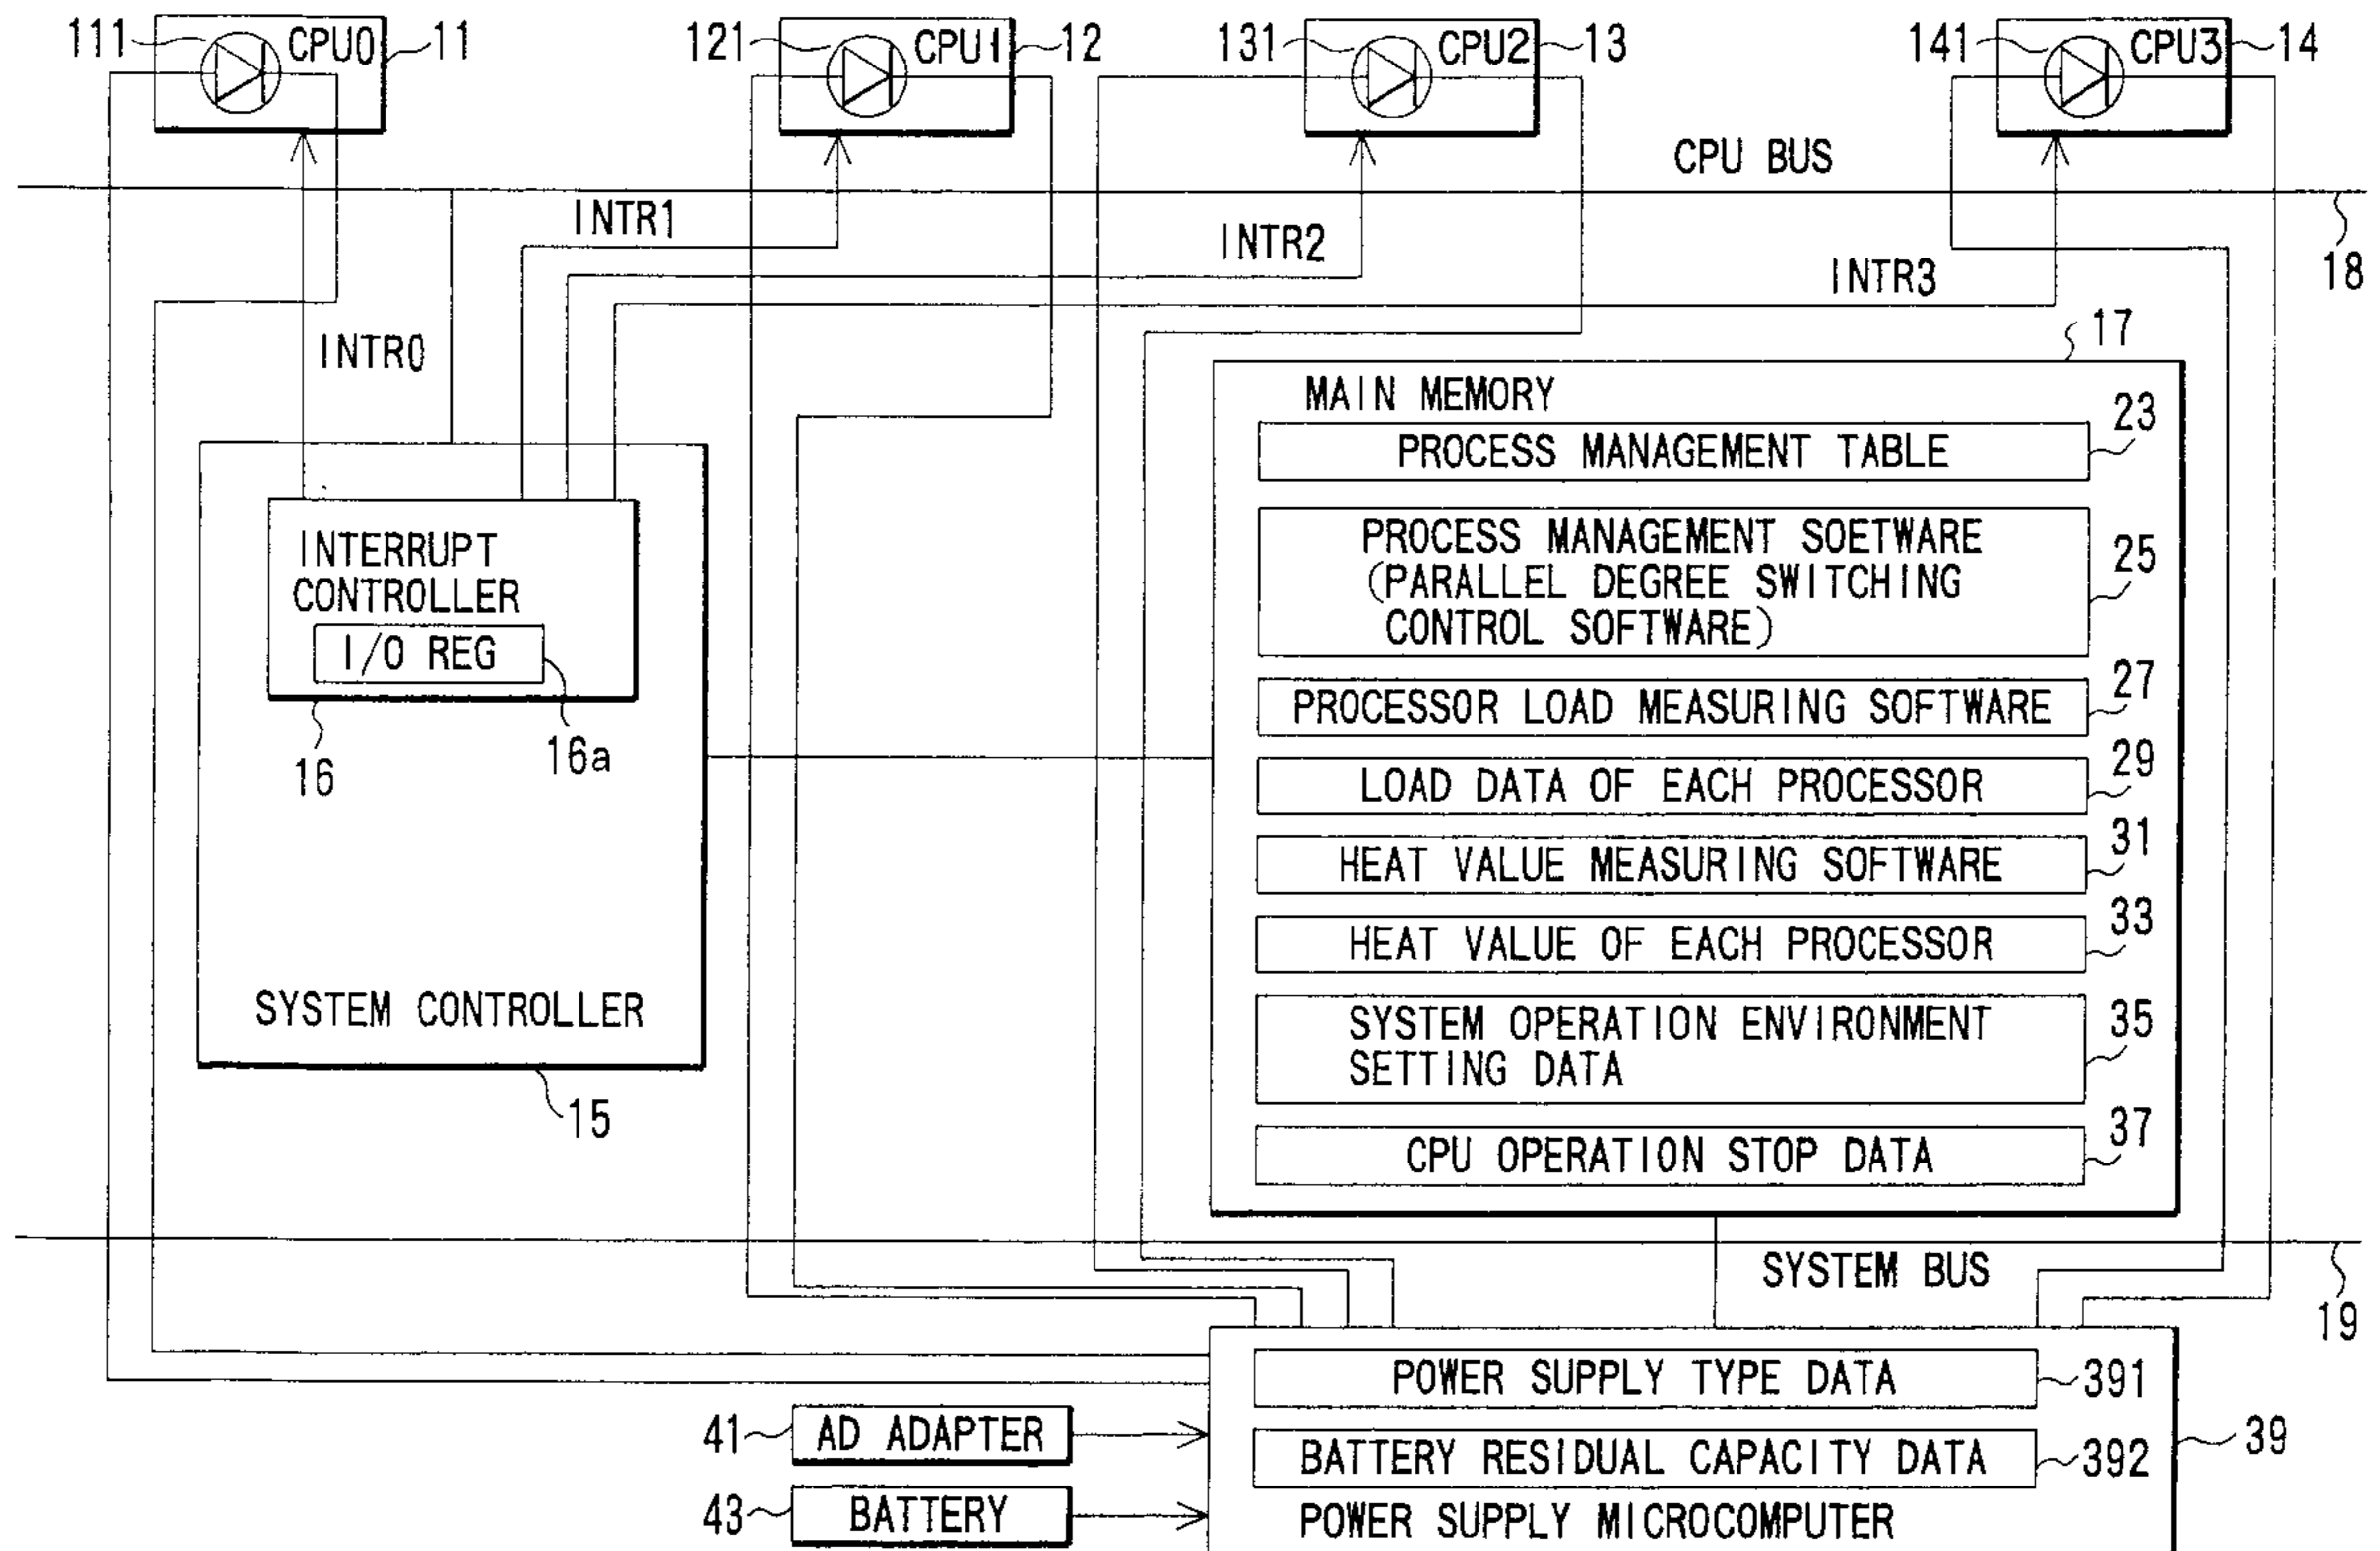 111 CPU0 11
121 CPU1 12
131 CPU2 13
141 CPU3 14
CPU BUS
18
INTR0
INTR1
INTR2
INTR3
17
MAIN MEMORY
PROCESS MANAGEMENT TABLE 23
PROCESS MANAGEMENT SOETWARE
(PARALLEL DEGREE SWITCHING
CONTROL SOFTWARE)
25
PROCESSOR LOAD MEASURING SOFTWARE 27
LOAD DATA OF EACH PROCESSOR 29
HEAT VALUE MEASURING SOFTWARE 31
HEAT VALUE OF EACH PROCESSOR 33
SYSTEM OPERATION ENVIRONMENT
SETTING DATA
35
CPU OPERATION STOP DATA 37
INTERRUPT
CONTROLLER
I/O REG
16
16a
SYSTEM CONTROLLER
15
SYSTEM BUS
19
POWER SUPPLY TYPE DATA 391
41 AD ADAPTER
BATTERY RESIDUAL CAPACITY DATA 392
39
43 BATTERY
POWER SUPPLY MICROCOMPUTER